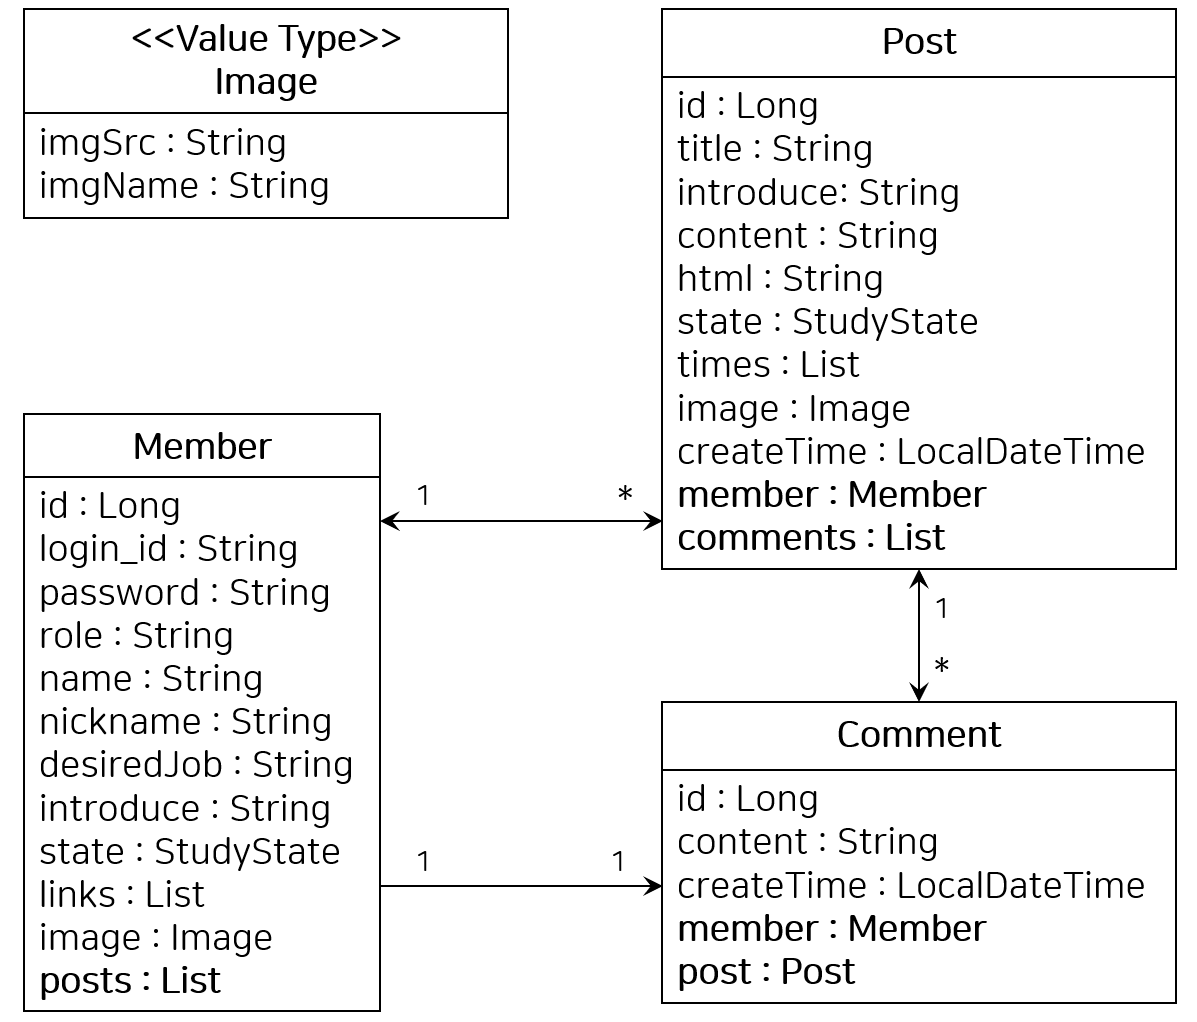 <<Value Type>>
Image
imgSrc : String
imgName : String
Post
id : Long
title : String
introduce: String
content : String
html : String
state : StudyState
times : List
image : Image
createTime : LocalDateTime
member : Member
comments : List
Member
id : Long
login_id : String
password : String
role : String
name : String
nickname : String
desiredJob : String
introduce : String
state : StudyState
links : List
image : Image
posts : List
1 *
1
*
1 1
Comment
id : Long
content : String
createTime : LocalDateTime
member : Member
post : Post